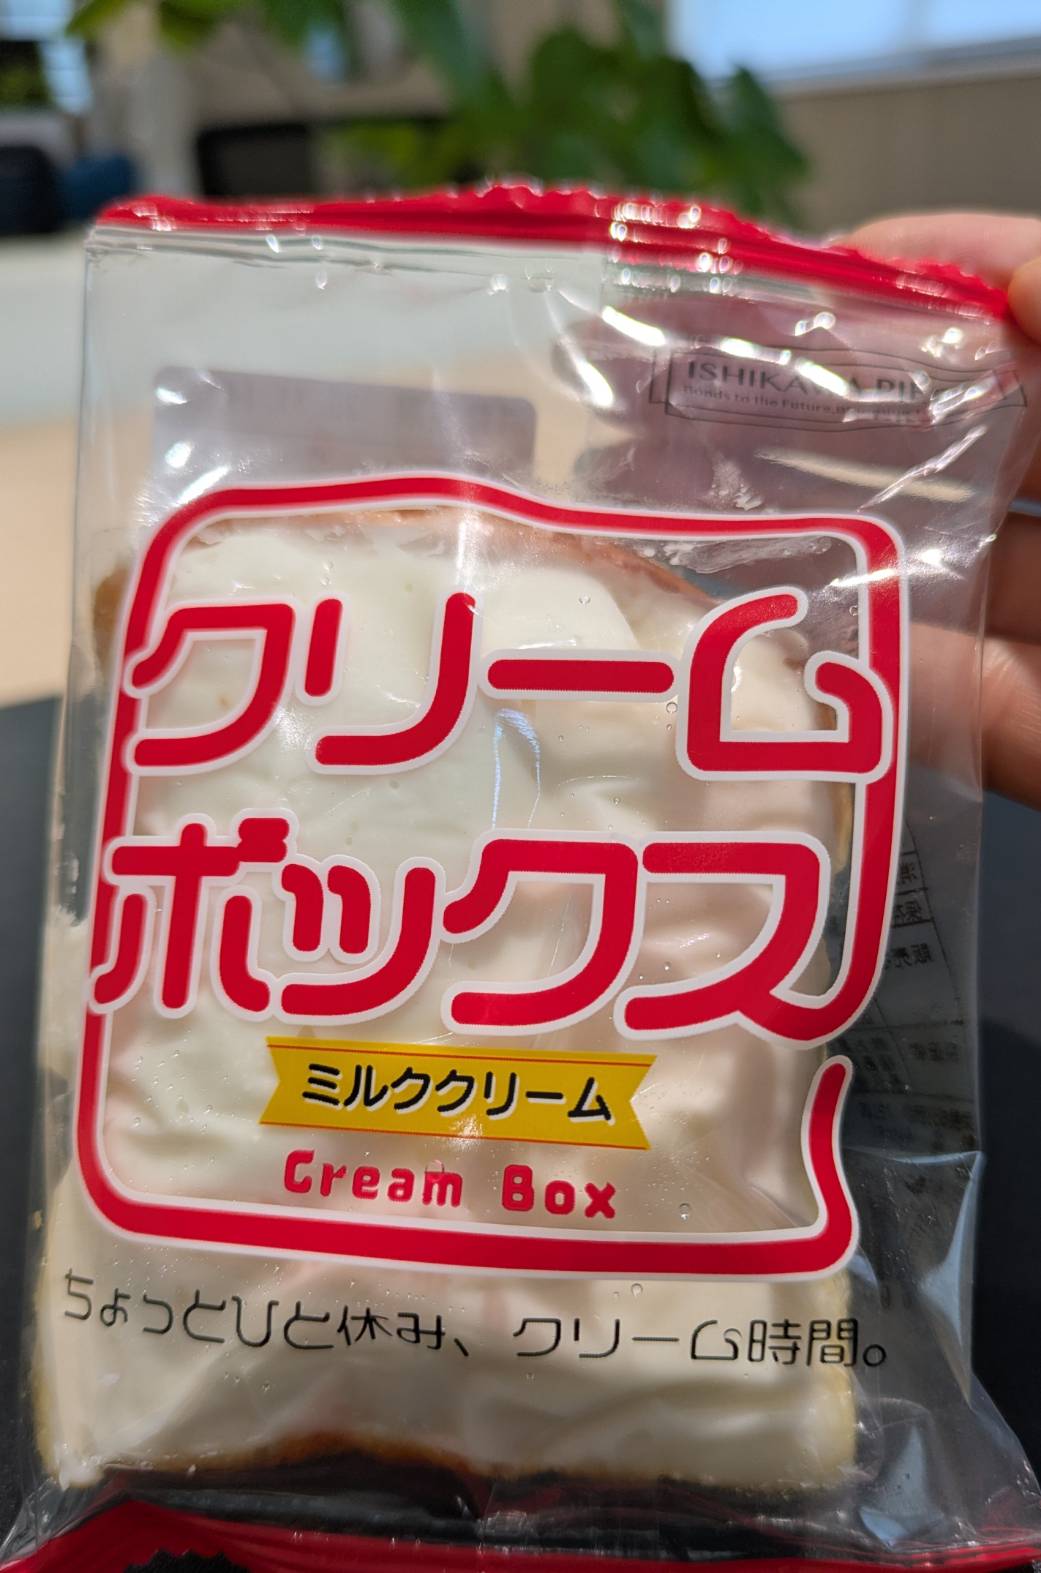 クリーム
ボックス
ミルククリーム
Cream Box
ちょっとひと休み、クリーム時間。